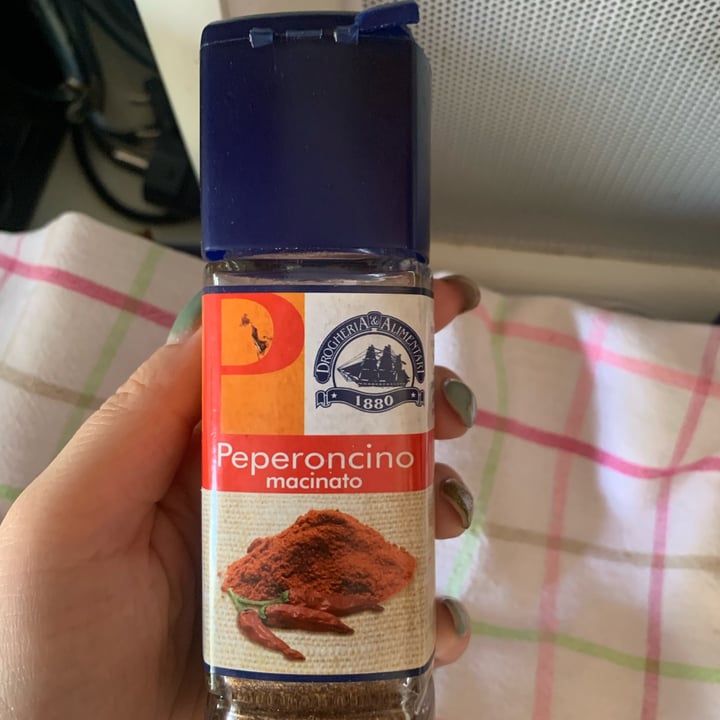 P
DROGHERIA & ALIMENTARI
1880
Peperoncino
macinato